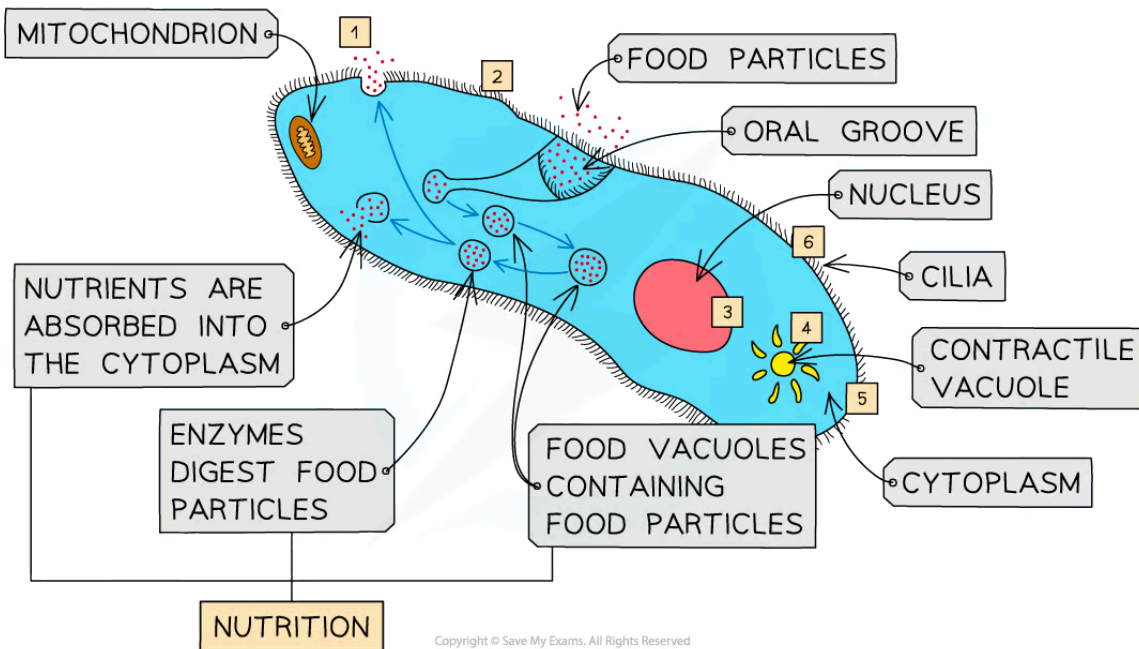 MITOCHONDRION
1
2
FOOD PARTICLES
ORAL GROOVE
NUCLEUS
6
CILIA
NUTRIENTS ARE
ABSORBED INTO
THE CYTOPLASM
3
4
CONTRACTILE
VACUOLE
5
ENZYMES
DIGEST FOOD
PARTICLES
FOOD VACUOLES
CONTAINING
FOOD PARTICLES
CYTOPLASM
NUTRITION
Copyright © Save My Exams. All Rights Reserved